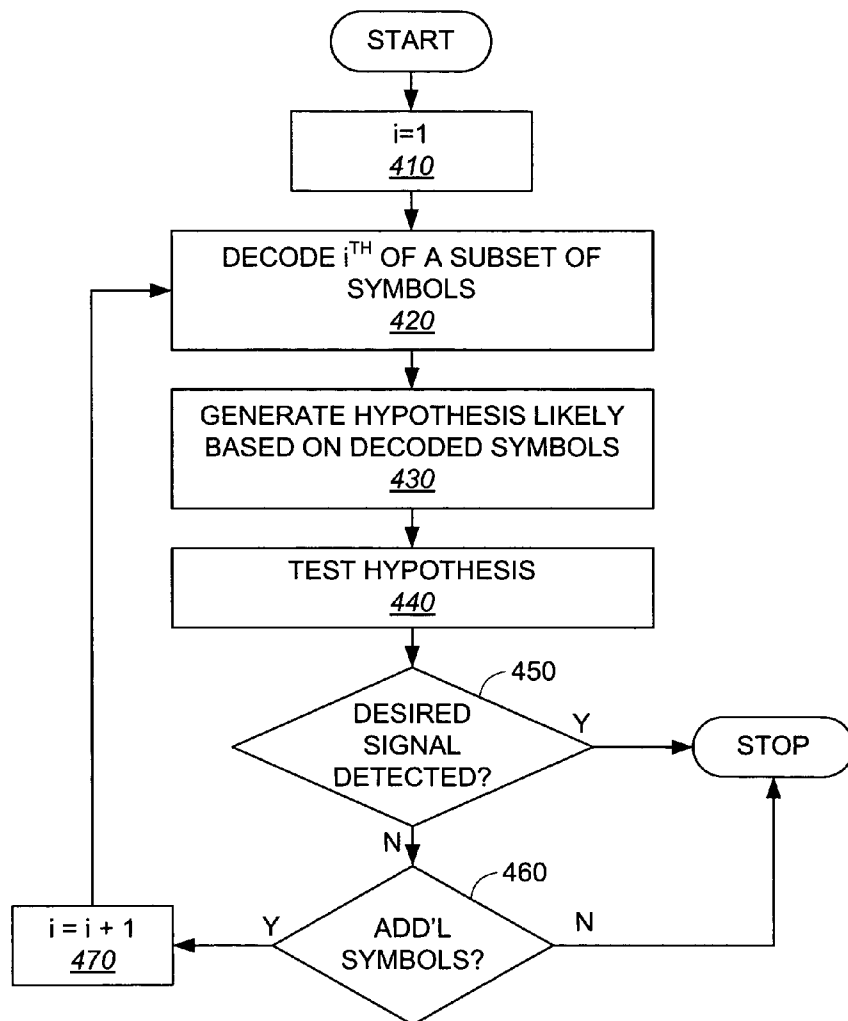 START
i=1
410
DECODE iTH OF A SUBSET OF
SYMBOLS
420
GENERATE HYPOTHESIS LIKELY
BASED ON DECODED SYMBOLS
430
TEST HYPOTHESIS
440
450
DESIRED
SIGNAL
DETECTED?
Y
STOP
N
460
ADD'L
SYMBOLS?
Y
N
i = i + 1
470